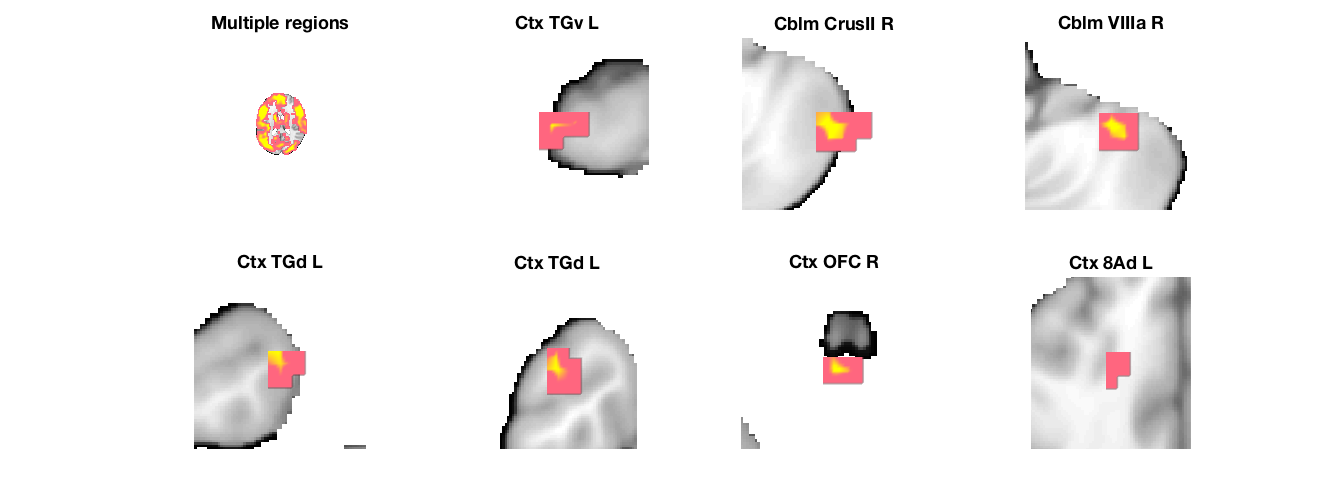 Multiple regions
Ctx TGv L
Cblm CrusII R
Cblm VIIIa R
Ctx TGd L
Ctx TGd L
Ctx OFC R
Ctx 8Ad L